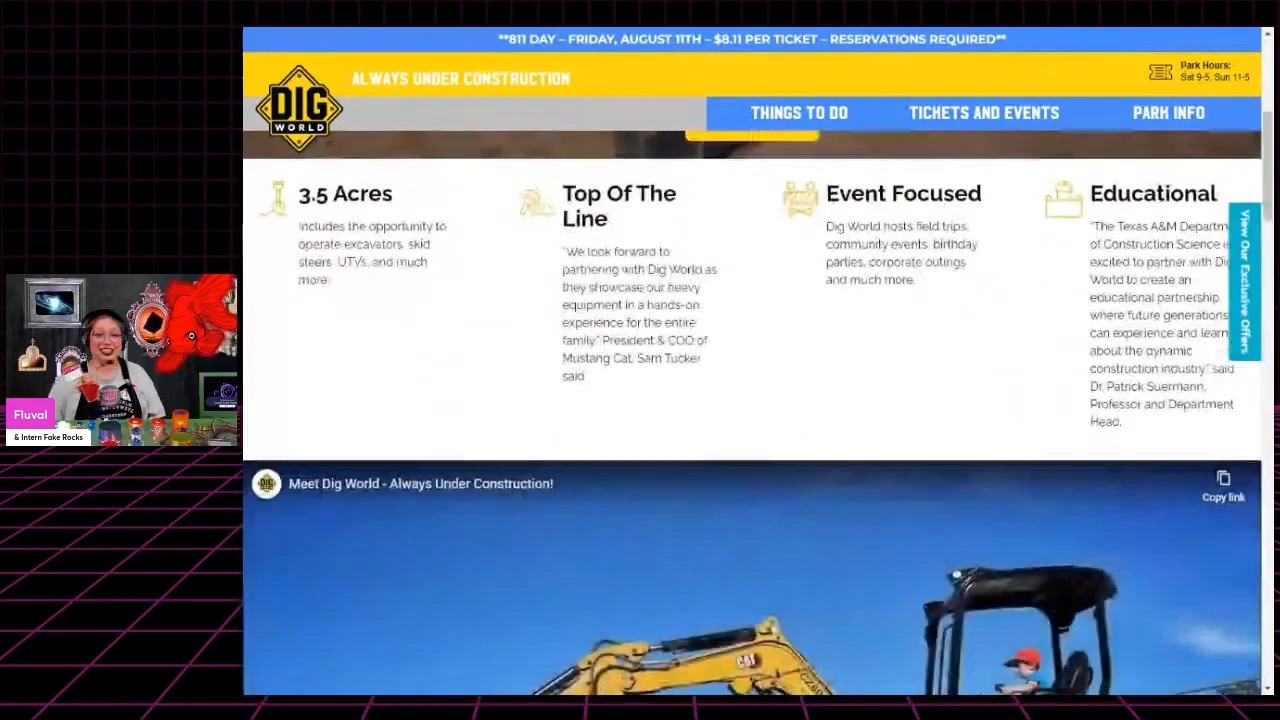 **811 DAY – FRIDAY, AUGUST 11TH – $8.11 PER TICKET – RESERVATIONS REQUIRED**
ALWAYS UNDER CONSTRUCTION
Park Hours:
Sat 9-5, Sun 11-5
DIG
WORLD
THINGS TO DO
TICKETS AND EVENTS
PARK INFO
3.5 Acres
Includes the opportunity to
operate excavators, skid
steers, UTVs, and much
more.
Top Of The
Line
"We look forward to
partnering with Dig World as
they showcase our heavy
equipment in a hands-on
experience for the entire
family." President & COO of
Mustang Cat, Sam Tucker
said
Event Focused
Dig World hosts field trips,
community events, birthday
parties, corporate outings
and much more.
Educational
"The Texas A&M Departm
of Construction Science is
excited to partner with Dig
World to create an
educational partnership
where future generations
can experience and learn
about the dynamic
construction industry," said
Dr. Patrick Suermann,
Professor and Department
Head.
View Our Exclusive Offers
Fluval
& Intern Fake Rocks
DIG
Meet Dig World - Always Under Construction!
Copy link
CAT